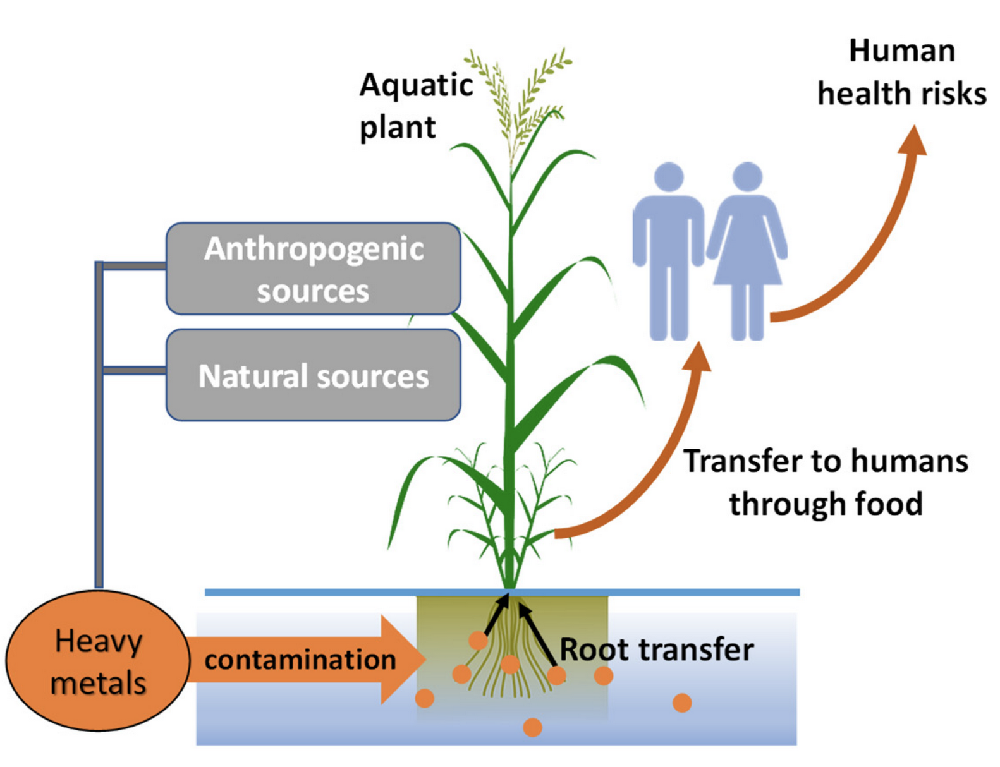 Human
health risks
Aquatic
plant
Anthropogenic
sources
Natural sources
Transfer to humans
through food
Heavy
metals
contamination
Root transfer